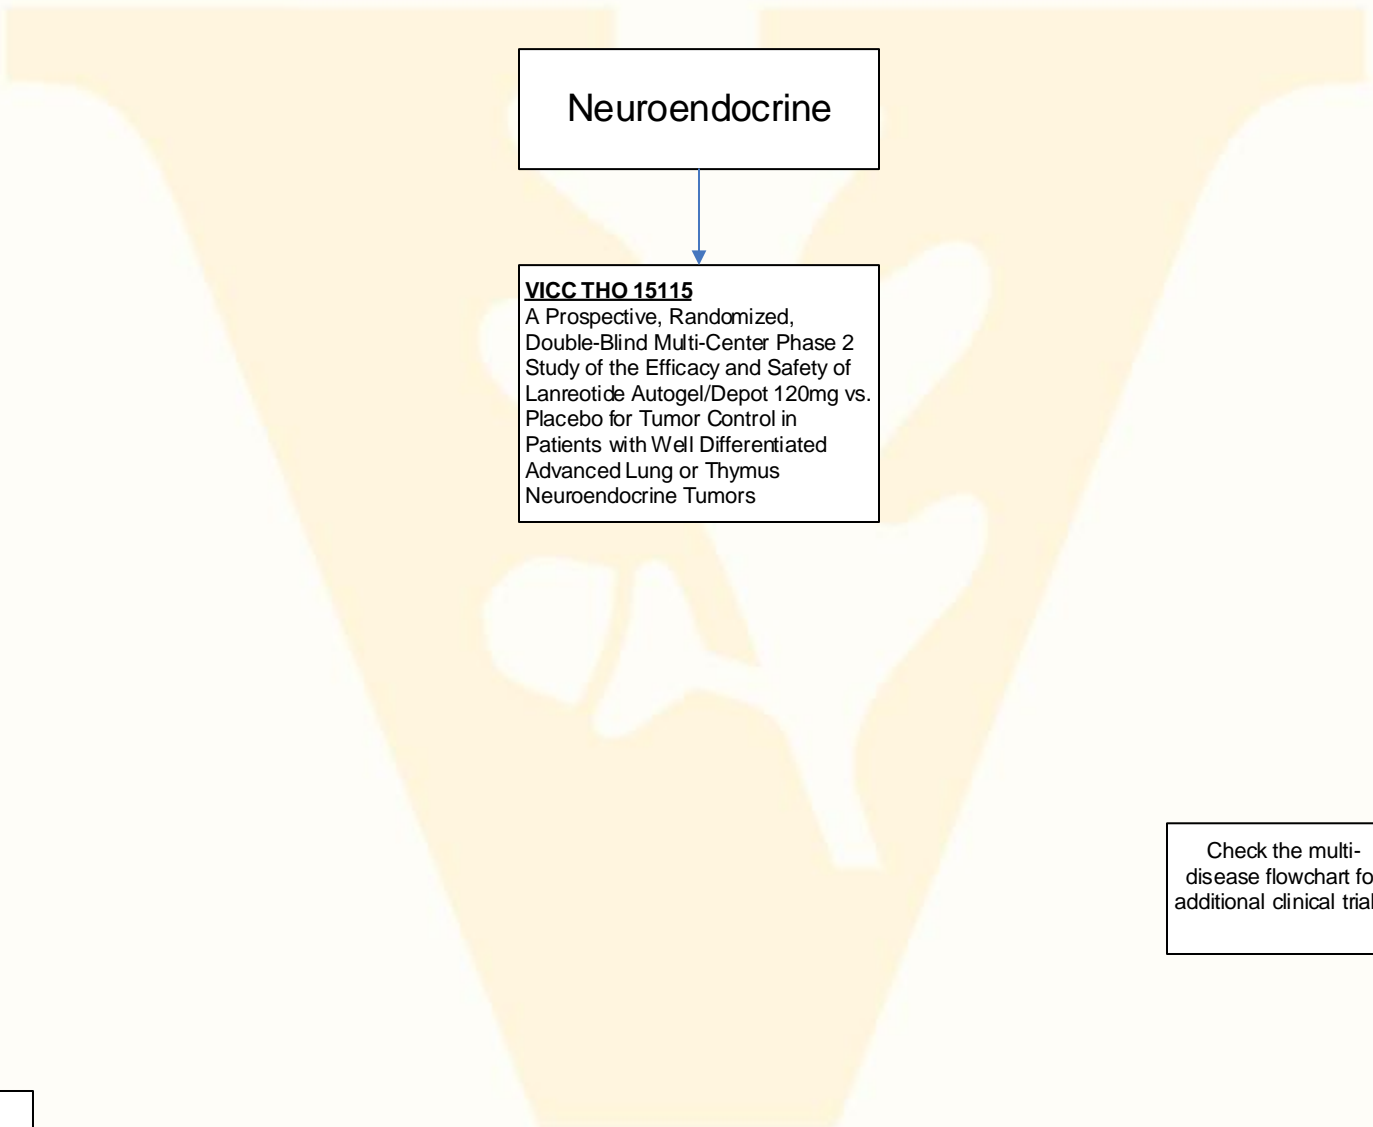 Neuroendocrine
VICC THO 15115
A Prospective, Randomized,
Double-Blind Multi-Center Phase 2
Study of the Efficacy and Safety of
Lanreotide Autogel/Depot 120mg vs.
Placebo for Tumor Control in
Patients with Well Differentiated
Advanced Lung or Thymus
Neuroendocrine Tumors
Check the multi-
disease flowchart fo
additional clinical trial